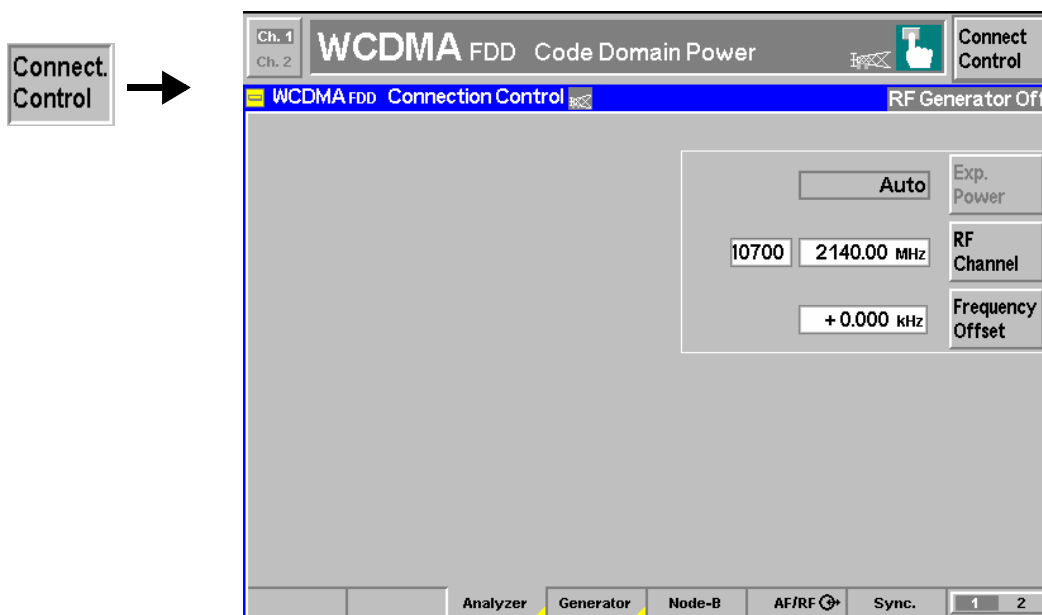 Connect.
Control
Ch. 1
Ch. 2
WCDMA FDD Code Domain Power
Connect
Control
WCDMA FDD Connection Control
RF Generator Off
Auto
Exp.
Power
10700 2140.00 MHz
RF
Channel
+ 0.000 kHz
Frequency
Offset
Analyzer Generator Node-B AF/RF Sync. 1 2